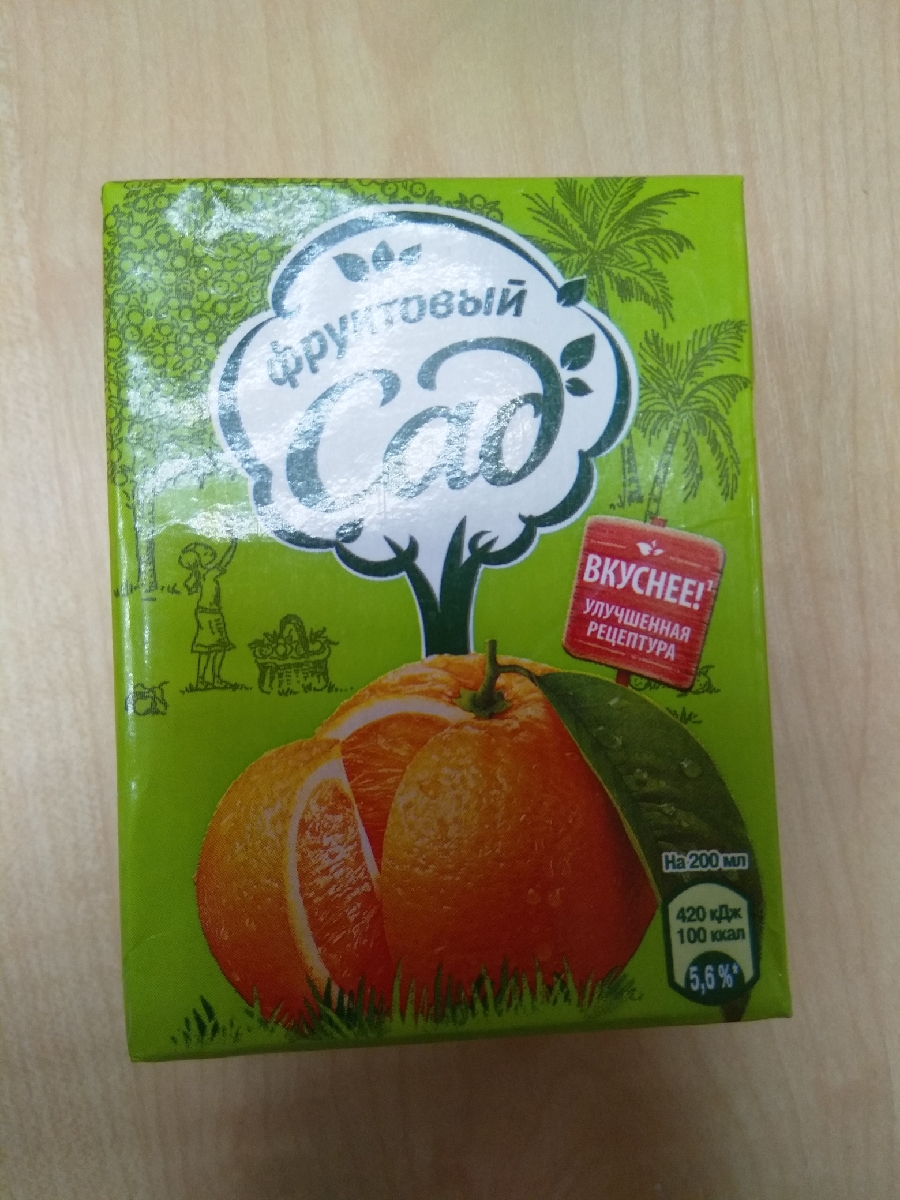 фруктовый
Сад
ВКУСНЕЕ!¹
УЛУЧШЕННАЯ
РЕЦЕПТУРА
На 200 мл
420 кДж
100 ккал
5,6 %*